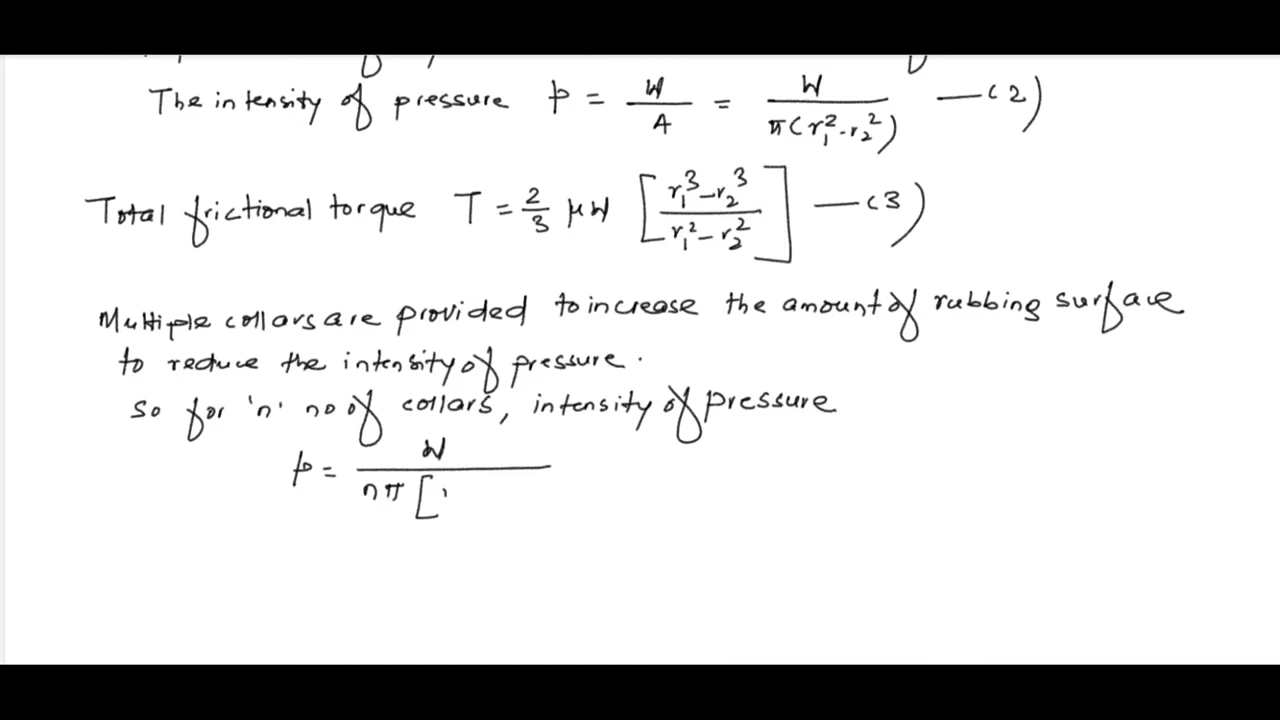 The intensity of pressure p = W/A = W/π(r₁²-r₂²) —(2)
Total frictional torque T = 2/3 μW [r₁³-r₂³/r₁²-r₂²] —(3)
Multiple collars are provided to increase the amount of rubbing surface
to reduce the intensity of pressure.
So for 'n' no of collars, intensity of pressure
p = W/nπ[